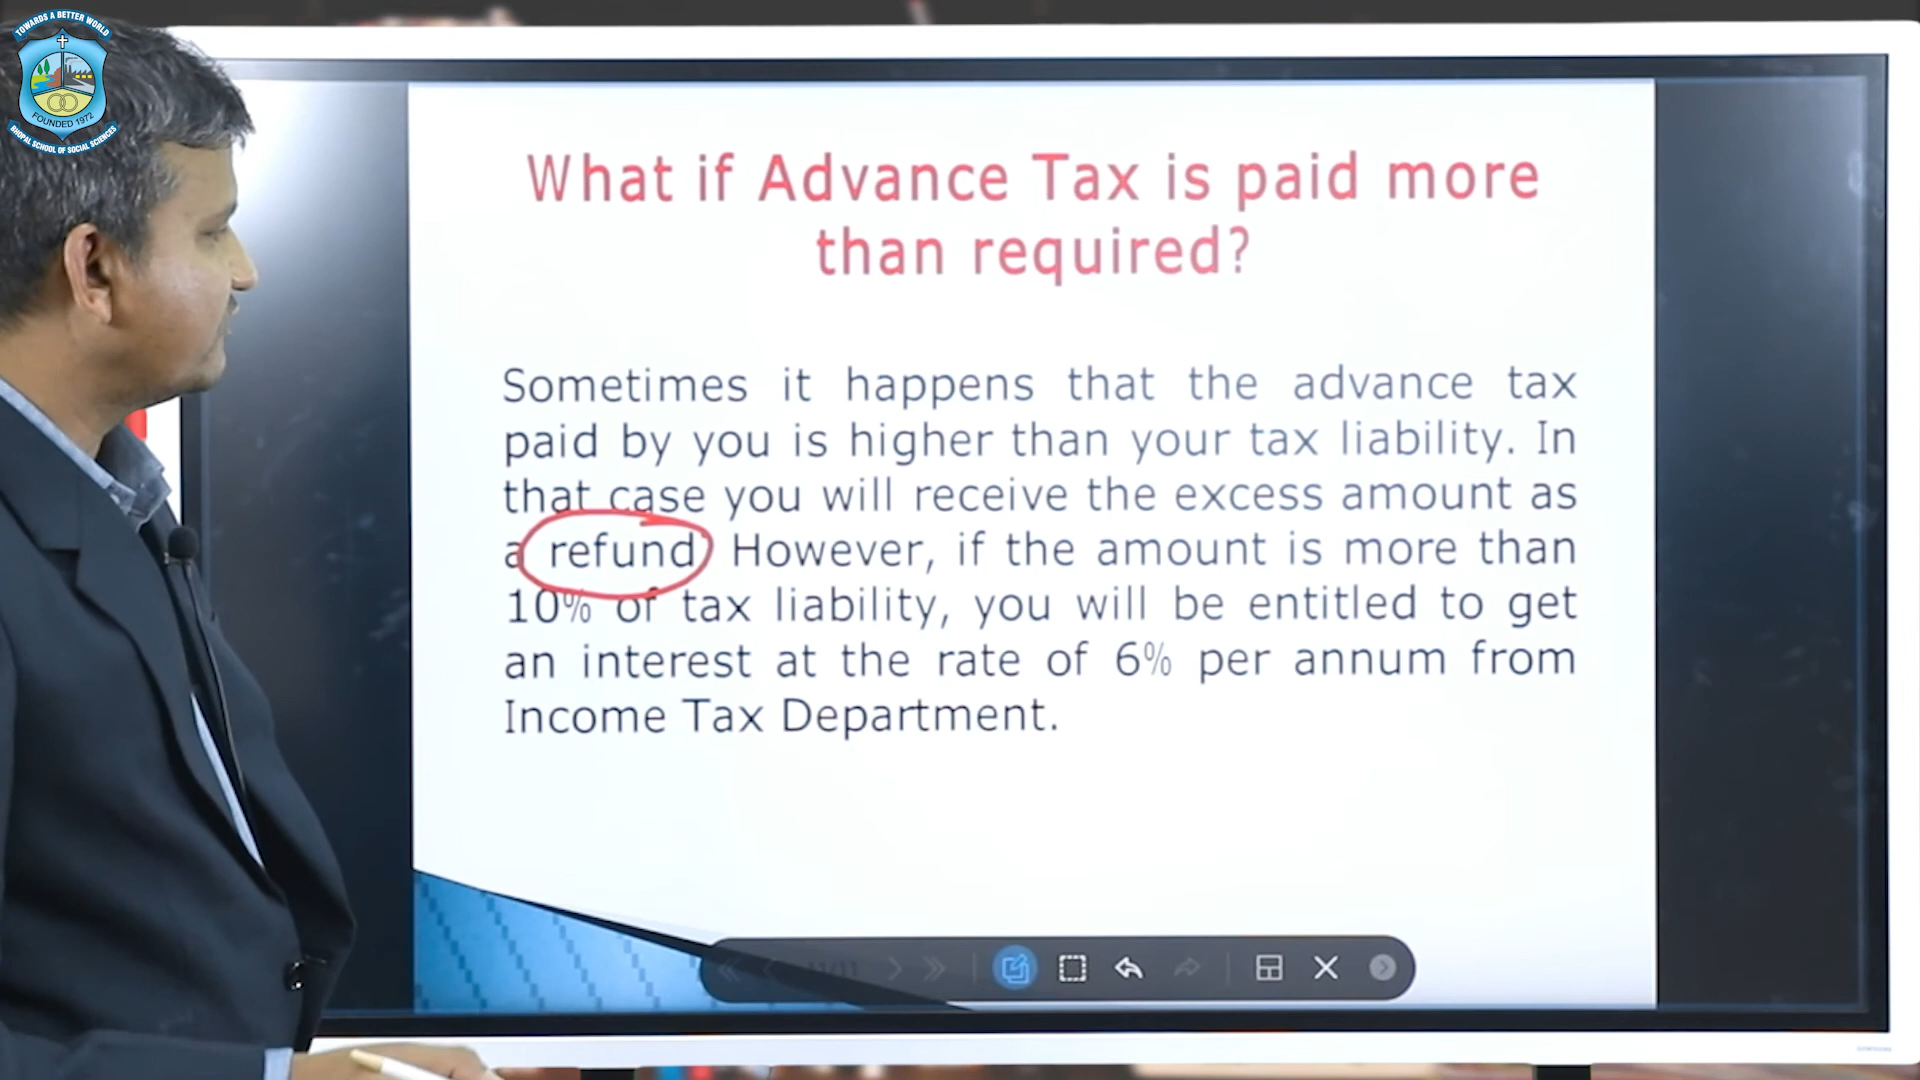 TOWARDS A BETTER WORLD
FOUNDED 1972
BHOPAL SCHOOL OF SOCIAL SCIENCES
What if Advance Tax is paid more
than required?
Sometimes it happens that the advance tax
paid by you is higher than your tax liability. In
that case you will receive the excess amount as
a refund. However, if the amount is more than
10% of tax liability, you will be entitled to get
an interest at the rate of 6% per annum from
Income Tax Department.